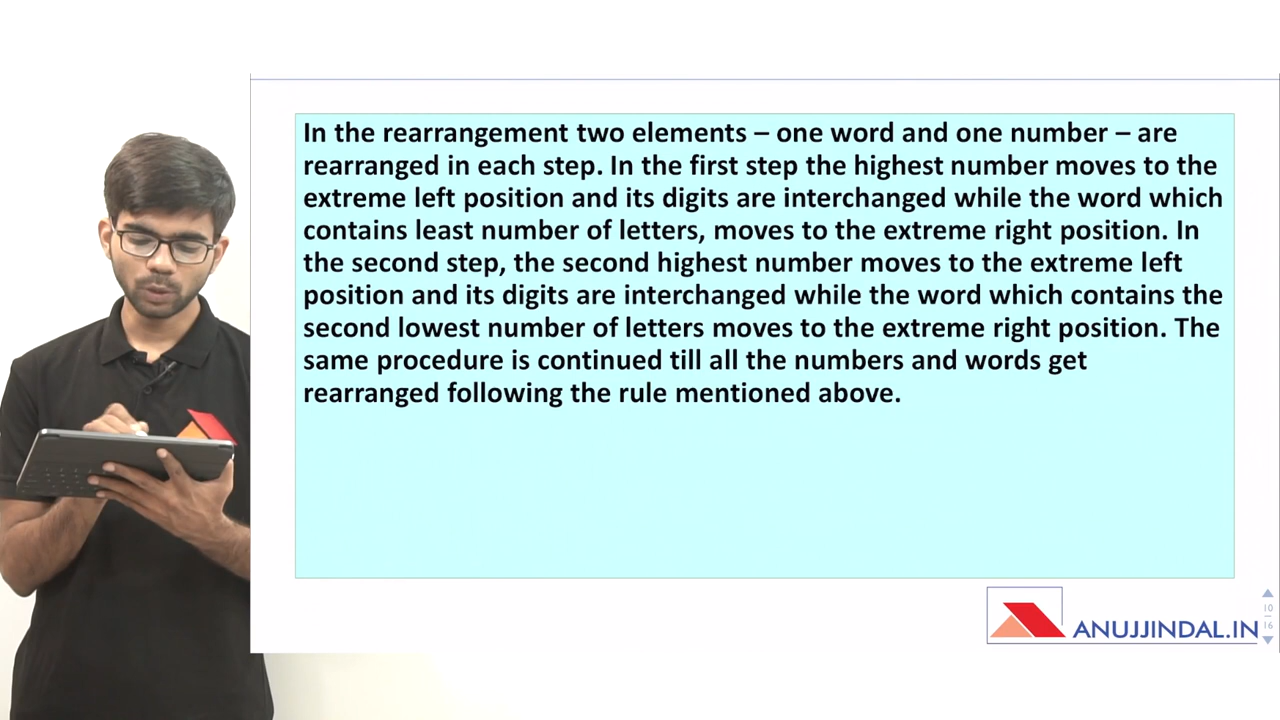 In the rearrangement two elements – one word and one number – are
rearranged in each step. In the first step the highest number moves to the
extreme left position and its digits are interchanged while the word which
contains least number of letters, moves to the extreme right position. In
the second step, the second highest number moves to the extreme left
position and its digits are interchanged while the word which contains the
second lowest number of letters moves to the extreme right position. The
same procedure is continued till all the numbers and words get
rearranged following the rule mentioned above.
ANUJJINDAL.IN
10
16